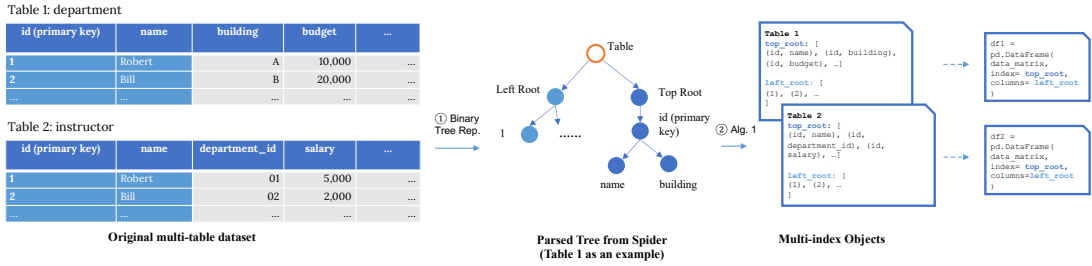 Table 1: department
id (primary key) name building budget ...
1 Robert A 10,000 ...
2 Bill B 20,000 ...
... ... ... ... ...
Table 2: instructor
id (primary key) name department_id salary ...
1 Robert 01 5,000 ...
2 Bill 02 2,000 ...
... ... ... ... ...
Original multi-table dataset
① Binary
Tree Rep.
Table
Left Root
Top Root
1
......
id (primary
key)
name
building
Parsed Tree from Spider
(Table 1 as an example)
② Alg. 1
Table 1
top_root: [
(id, name), (id, building),
(id, budget), …]
left_root: [
(1), (2), …
]
Table 2
top_root: [
(id, name), (id,
department_id), (id,
salary), …]
left_root: [
(1), (2), …
]
Multi-index Objects
df1 =
pd.DataFrame(
data_matrix,
index= top_root,
columns= left_root
)
df2 =
pd.DataFrame(
data_matrix,
index= top_root,
columns=left_root
)